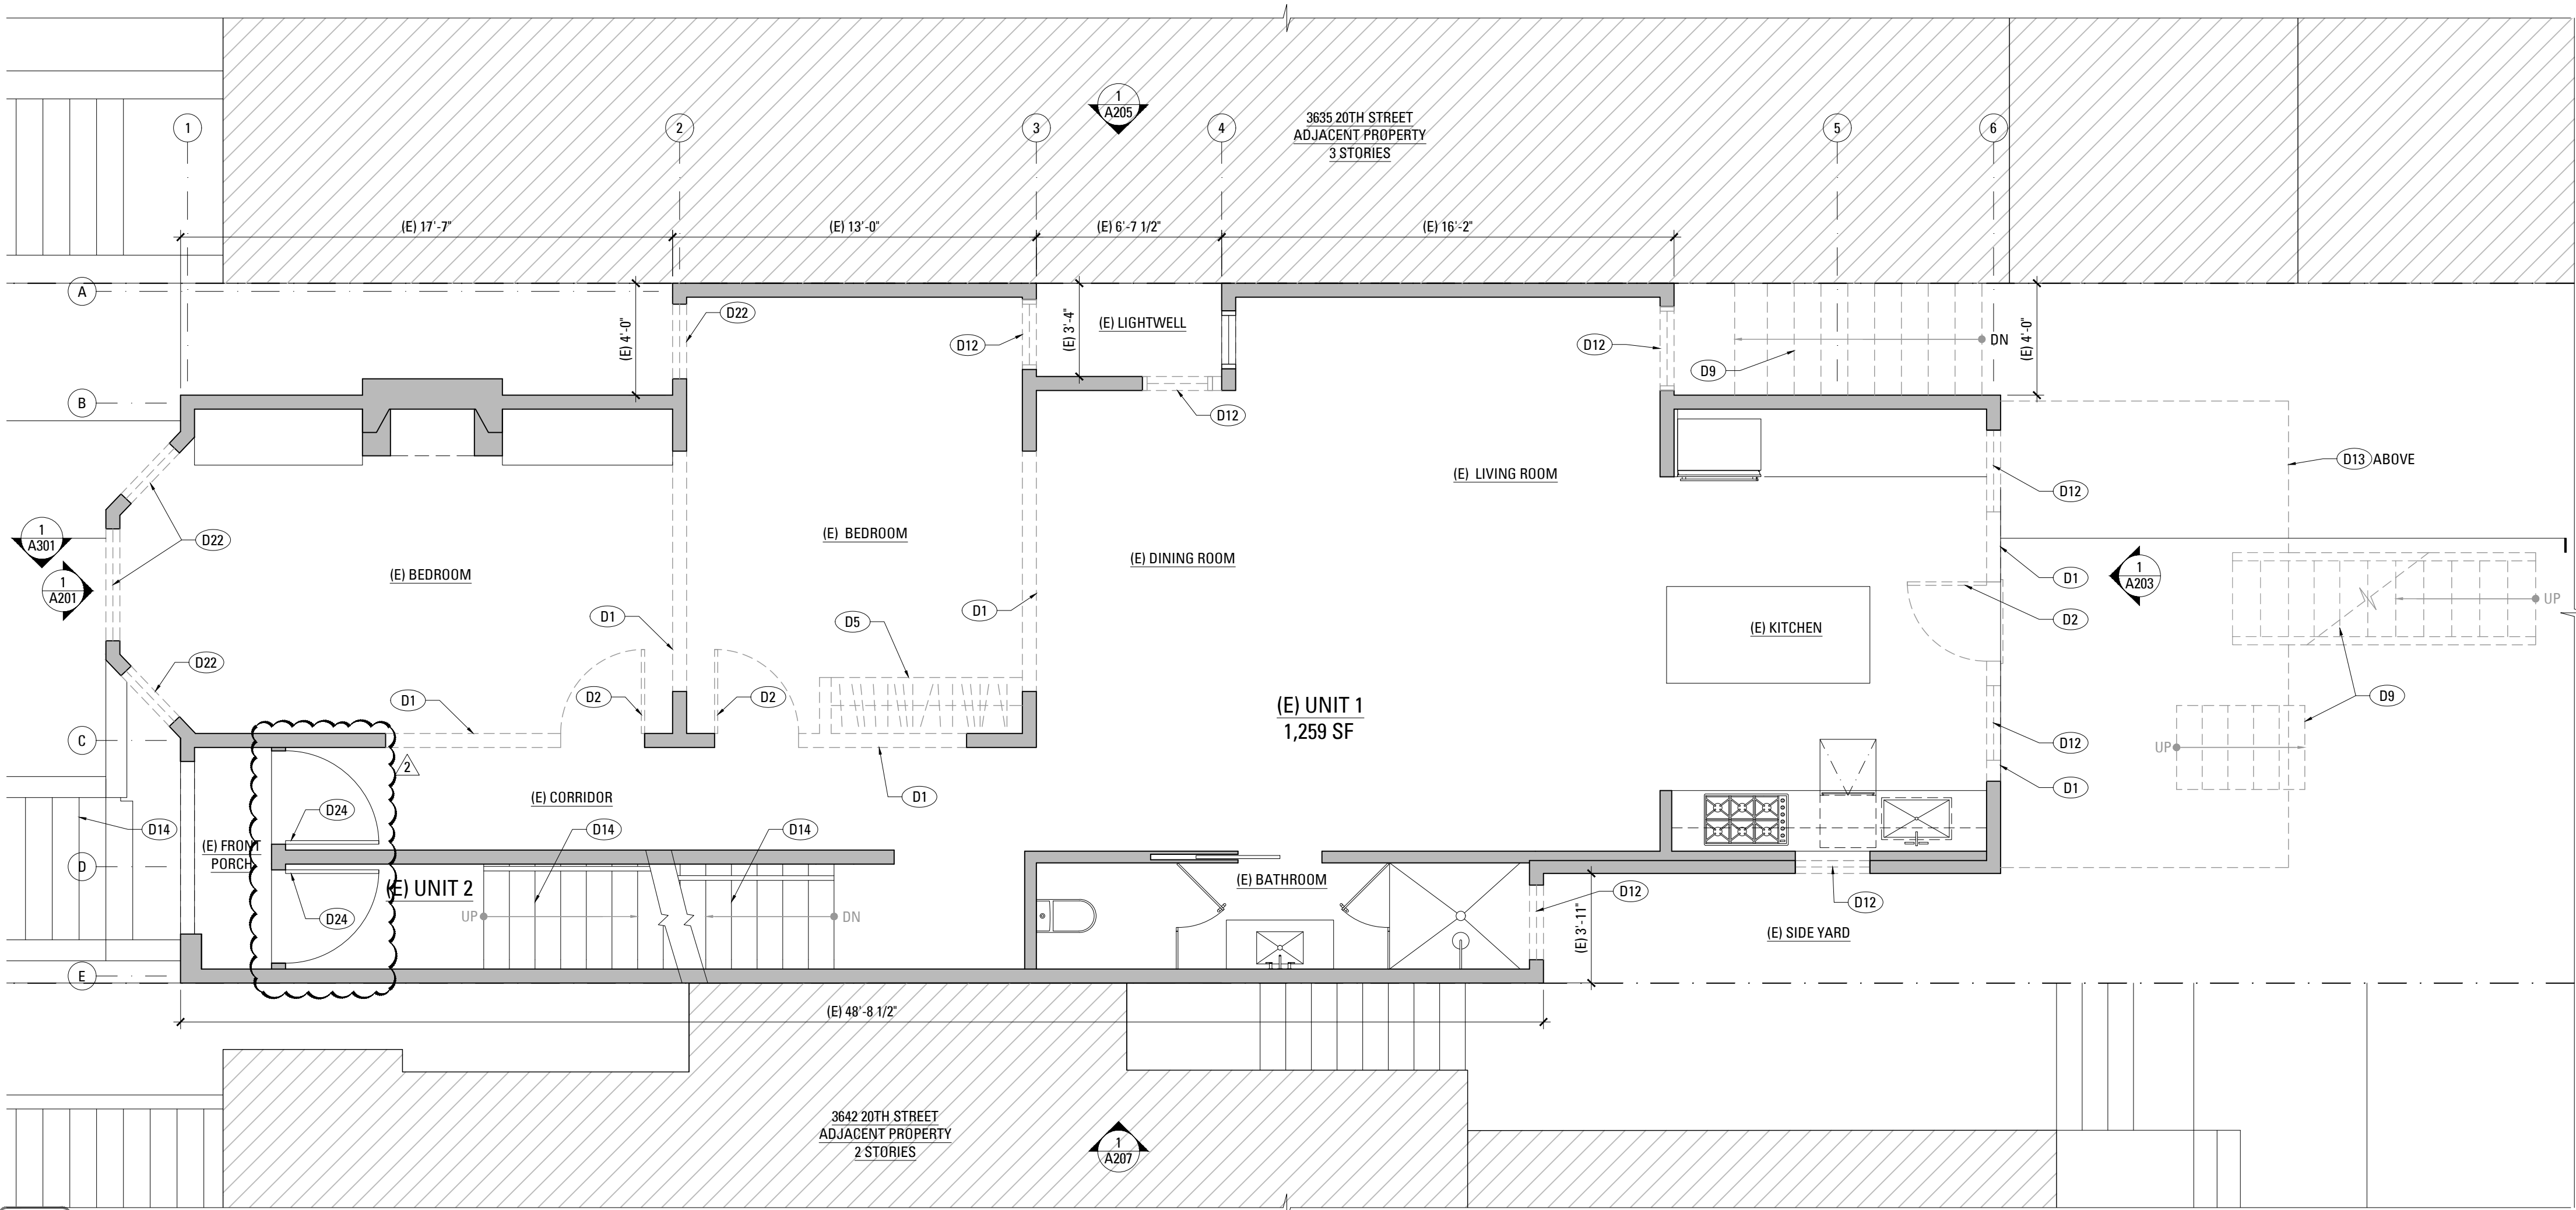 1
A205
3635 20TH STREET
ADJACENT PROPERTY
3 STORIES
1
2
3
4
5
6
(E) 17'-7"
(E) 13'-0"
(E) 6'-7 1/2"
(E) 16'-2"
A
(E) 4'-0"
D22
D12
(E) 3'-4"
(E) LIGHTWELL
D12
D9
DN
(E) 4'-0"
B
D12
D13 ABOVE
(E) LIVING ROOM
D12
1
A301
D22
(E) BEDROOM
(E) DINING ROOM
1
A201
(E) BEDROOM
D1
1
A203
UP
D1
D5
D1
D2
(E) KITCHEN
D22
D1
D2
D2
D9
(E) UNIT 1
1,259 SF
C
2
D12
UP
D1
(E) CORRIDOR
D1
D14
D24
D14
D14
(E) FRONT
PORCH
D
(E) UNIT 2
(E) BATHROOM
D12
D12
D24
UP
DN
(E) 3'-11"
(E) SIDE YARD
E
(E) 48'-8 1/2"
3642 20TH STREET
ADJACENT PROPERTY
2 STORIES
1
A207